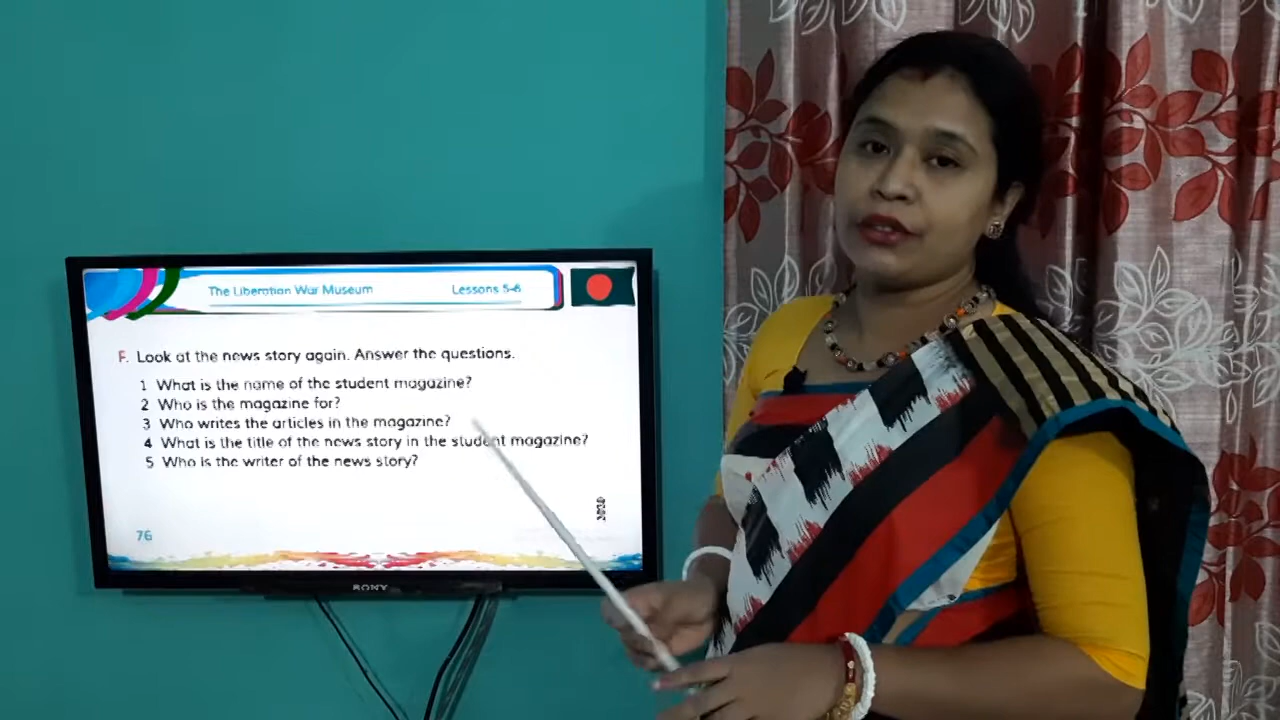 The Liberation War Museum Lessons 5-6
F. Look at the news story again. Answer the questions.
1 What is the name of the student magazine?
2 Who is the magazine for?
3 Who writes the articles in the magazine?
4 What is the title of the news story in the student magazine?
5 Who is the writer of the news story?
2020
76
SONY